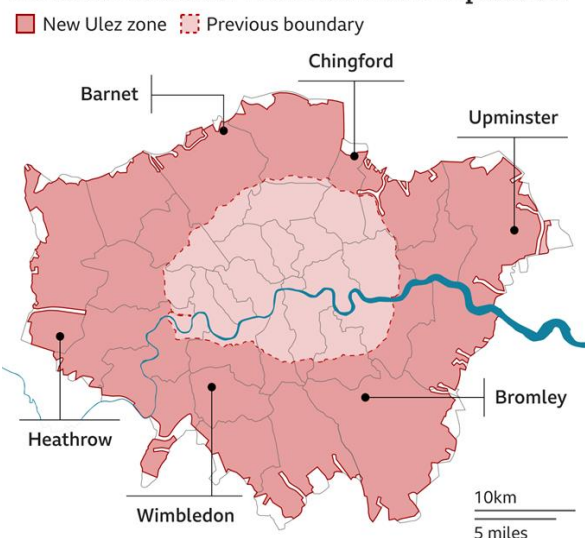 New Ulez zone
Previous boundary
Chingford
Barnet
Upminster
Bromley
Heathrow
Wimbledon
10km
5 miles